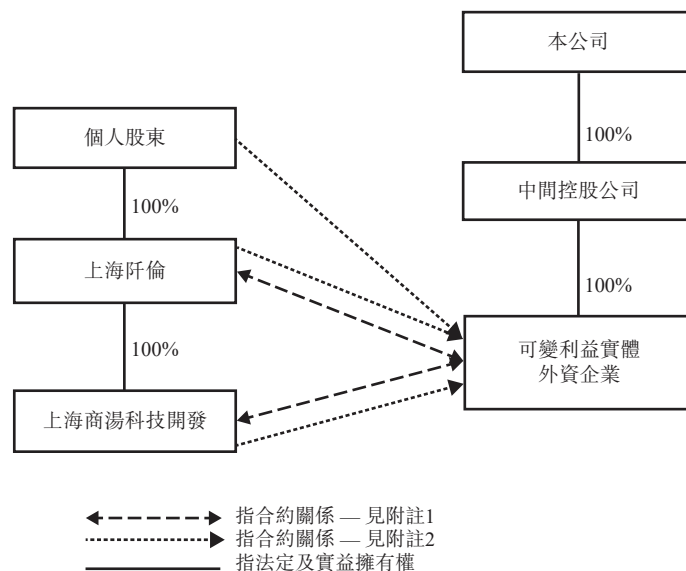 本公司
100%
中間控股公司
100%
可變利益實體
外資企業
個人股東
100%
上海阡倫
100%
上海商湯科技開發
指合約關係 — 見附註1
指合約關係 — 見附註2
指法定及實益擁有權